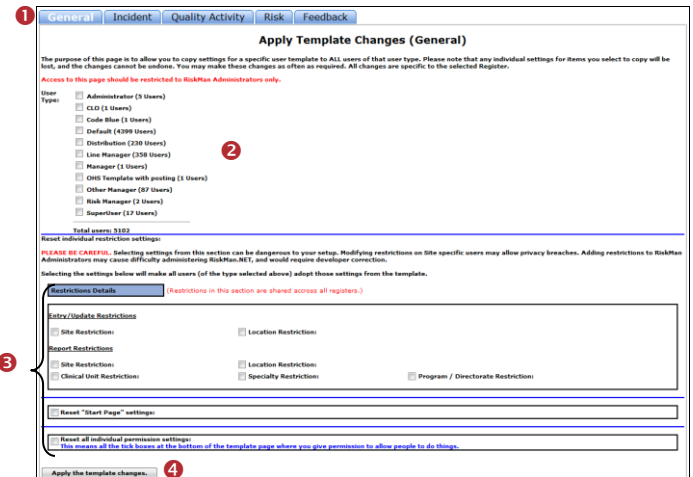 1 General Incident Quality Activity Risk Feedback
Apply Template Changes (General)
The purpose of this page is to allow you to copy settings for a specific user template to ALL users of that user type. Please note that any individual settings for items you select to copy will be
lost, and the changes cannot be undone. You may make these changes as often as required. All changes are specific to the selected Register.
Access to this page should be restricted to RiskMan Administrators only.
User
Type:
Administrator (5 Users)
CLO (1 Users)
Code Blue (1 Users)
Default (4399 Users)
Distribution (230 Users)
2
Line Manager (358 Users)
Manager (1 Users)
OHS Template with posting (1 Users)
Other Manager (87 Users)
Risk Manager (2 Users)
SuperUser (17 Users)
Total users: 5102
Reset individual restriction settings:
PLEASE BE CAREFUL. Selecting settings from this section can be dangerous to your setup. Modifying restrictions on Site specific users may allow privacy breaches. Adding restrictions to RiskMan
Administrators may cause difficulty administering RiskMan.NET, and would require developer correction.
Selecting the settings below will make all users (of the type selected above) adopt those settings from the template.
Restrictions Details (Restrictions in this section are shared accross all registers.)
Entry/Update Restrictions
Site Restriction: Location Restriction:
Report Restrictions
3
Site Restriction: Location Restriction:
Clinical Unit Restriction: Specialty Restriction: Program / Directorate Restriction:
Reset "Start Page" settings:
Reset all individual permission settings:
This means all the tick boxes at the bottom of the template page where you give permission to allow people to do things.
Apply the template changes. 4